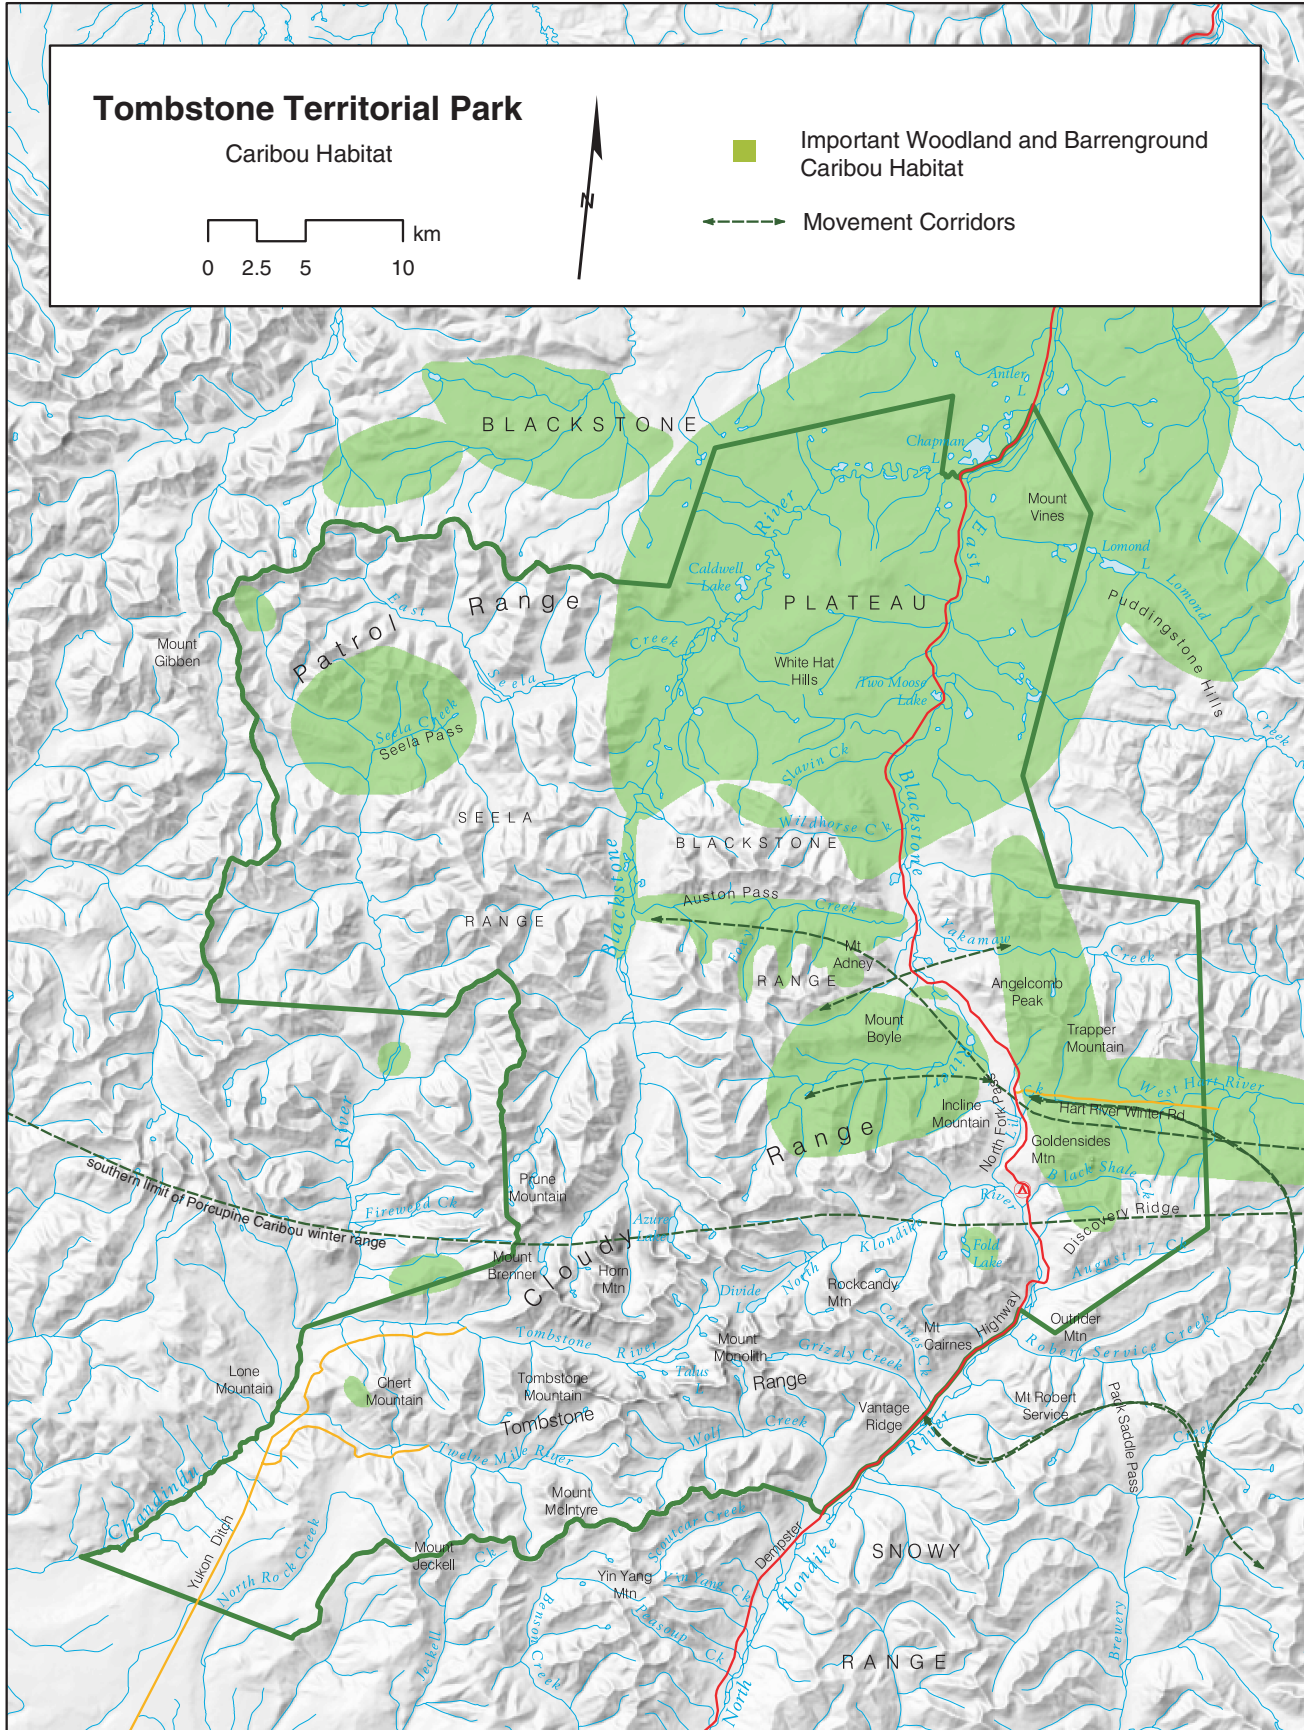 Tombstone Territorial Park
Caribou Habitat
km
0 2.5 5 10
N
Important Woodland and Barrenground
Caribou Habitat
Movement Corridors
Antler
L
BLACKSTONE
Chapman
L
River
East
Mount
Vines
Lomond
L
Lomond
Caldwell
Lake
PLATEAU
Puddingstone Hills
Creek
East
Patrol Range
Mount
Gibben
Creek
Seela
White Hat
Hills
Two Moose
Lake
Seela Creek
Seela Pass
Slavin Ck
Blackstone
SEELA
Wildhorse Ck
BLACKSTONE
Blackstone
Auston Pass
Creek
RANGE
Foxy
Mt
Adney
Yakamaw
Creek
RANGE
Angelcomb
Peak
Mount
Boyle
Trapper
Mountain
River
River
West Hart River
Ck
Hart River Winter Rd
Incline
Mountain
North Fork Pass
Range
Goldensides
Mtn
Black Shale Ck
southern limit of Porcupine Caribou winter range
Prune
Mountain
Fireweed Ck
River
Discovery Ridge
Azure
Lake
Klondike
Fold
Lake
August 17 Ck
Mount
Brenner
Cloudy
Horn
Mtn
North
Divide
L
Rockcandy
Mtn
Cairnes Ck
Mt
Cairnes
Highway
Outrider
Mtn
Robert Service Creek
Tombstone River
Mount
Monolith
Grizzly Creek
Lone
Mountain
Chert
Mountain
Tombstone
Mountain
Talus
L
Range
Tombstone
Vantage
Ridge
Mt Robert
Service
Pack Saddle Pass
Creek
River
Wolf Creek
Twelve Mile River
Chandindu
Mount
McIntyre
Yukon Ditch
North Rock Creek
Mount
Jeckell
Ck
Scoutcar Creek
Dempster
SNOWY
Yin Yang
Mtn
Yin Yang Ck
Klondike
Benson Creek
Peasoup Ck
Jeckell
Brewery
RANGE
North